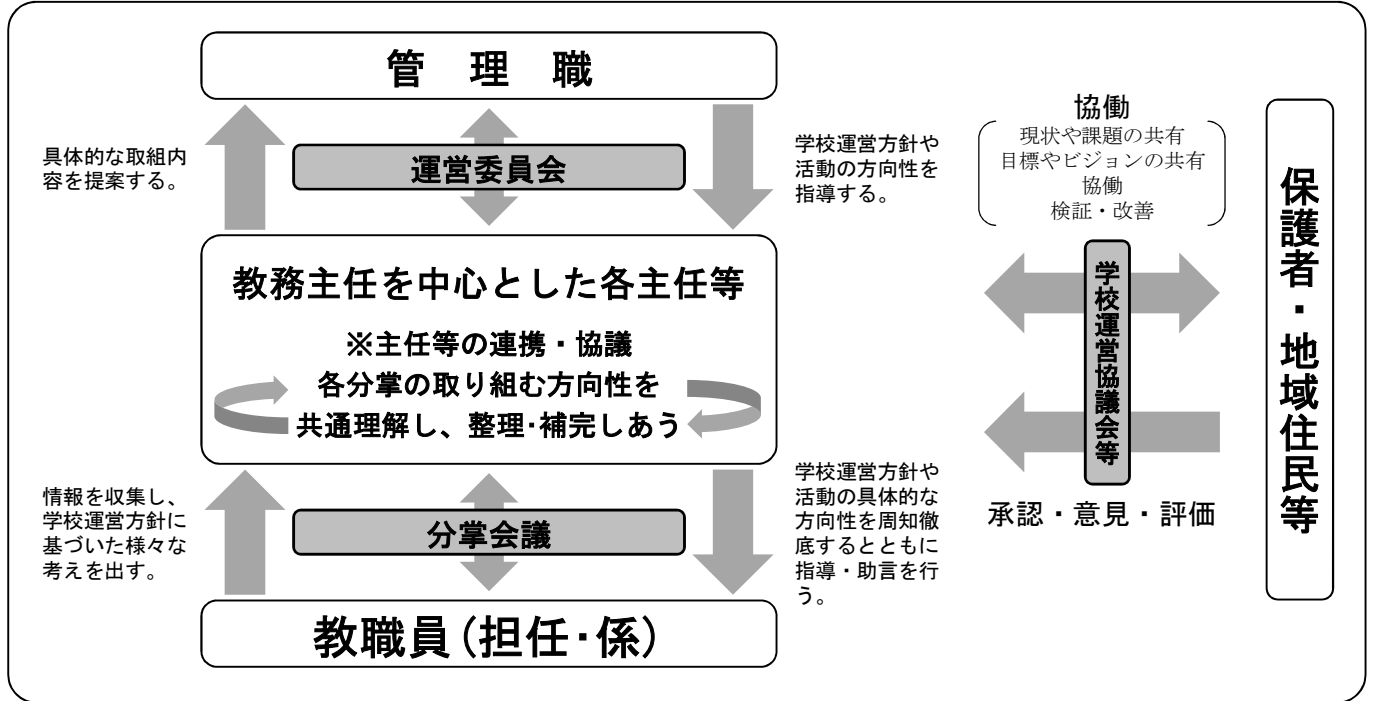 管 理 職
具体的な取組内
容を提案する。
運営委員会
学校運営方針や
活動の方向性を
指導する。
教務主任を中心とした各主任等
※主任等の連携・協議
各分掌の取り組む方向性を
共通理解し、整理・補完しあう
情報を収集し、
学校運営方針に
基づいた様々な
考えを出す。
分掌会議
学校運営方針や
活動の具体的な
方向性を周知徹
底するとともに
指導・助言を行
う。
教職員(担任・係)
協働
現状や課題の共有
目標やビジョンの共有
協働
検証・改善
学校運営協議会等
承認・意見・評価
保護者・地域住民等